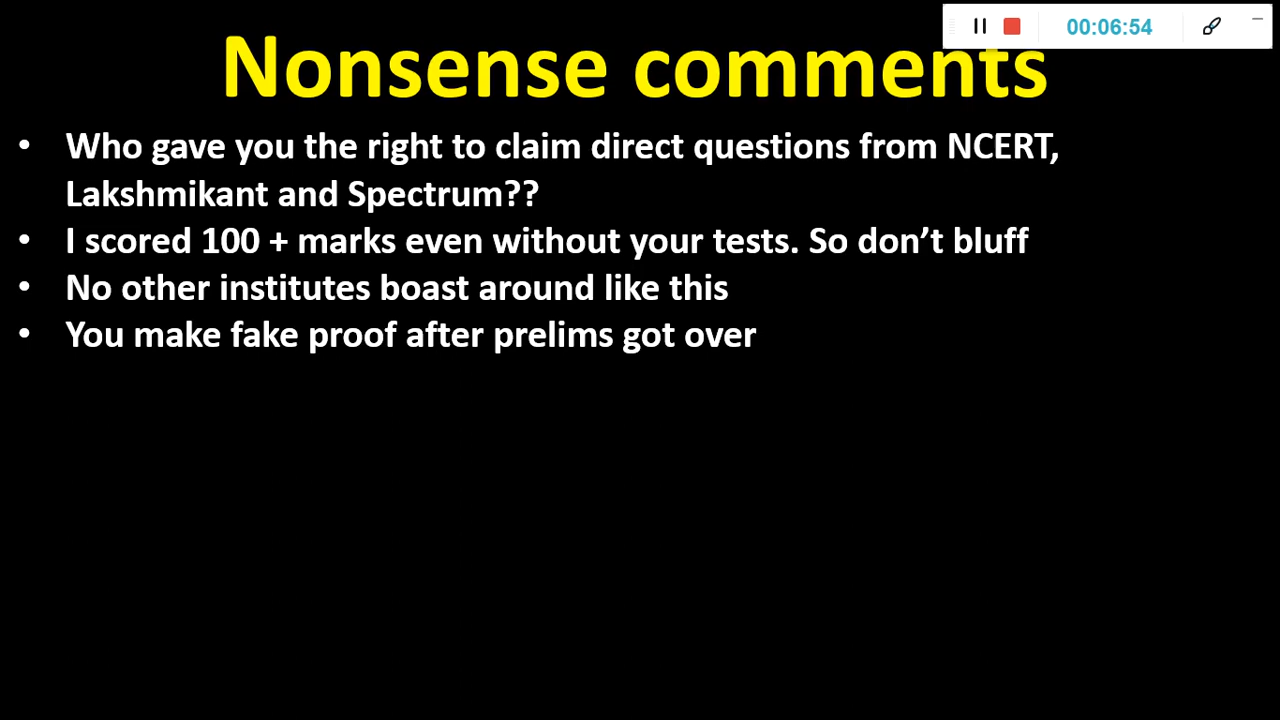 00:06:54
Nonsense comments
• Who gave you the right to claim direct questions from NCERT,
Lakshmikant and Spectrum??
• I scored 100 + marks even without your tests. So don’t bluff
• No other institutes boast around like this
• You make fake proof after prelims got over